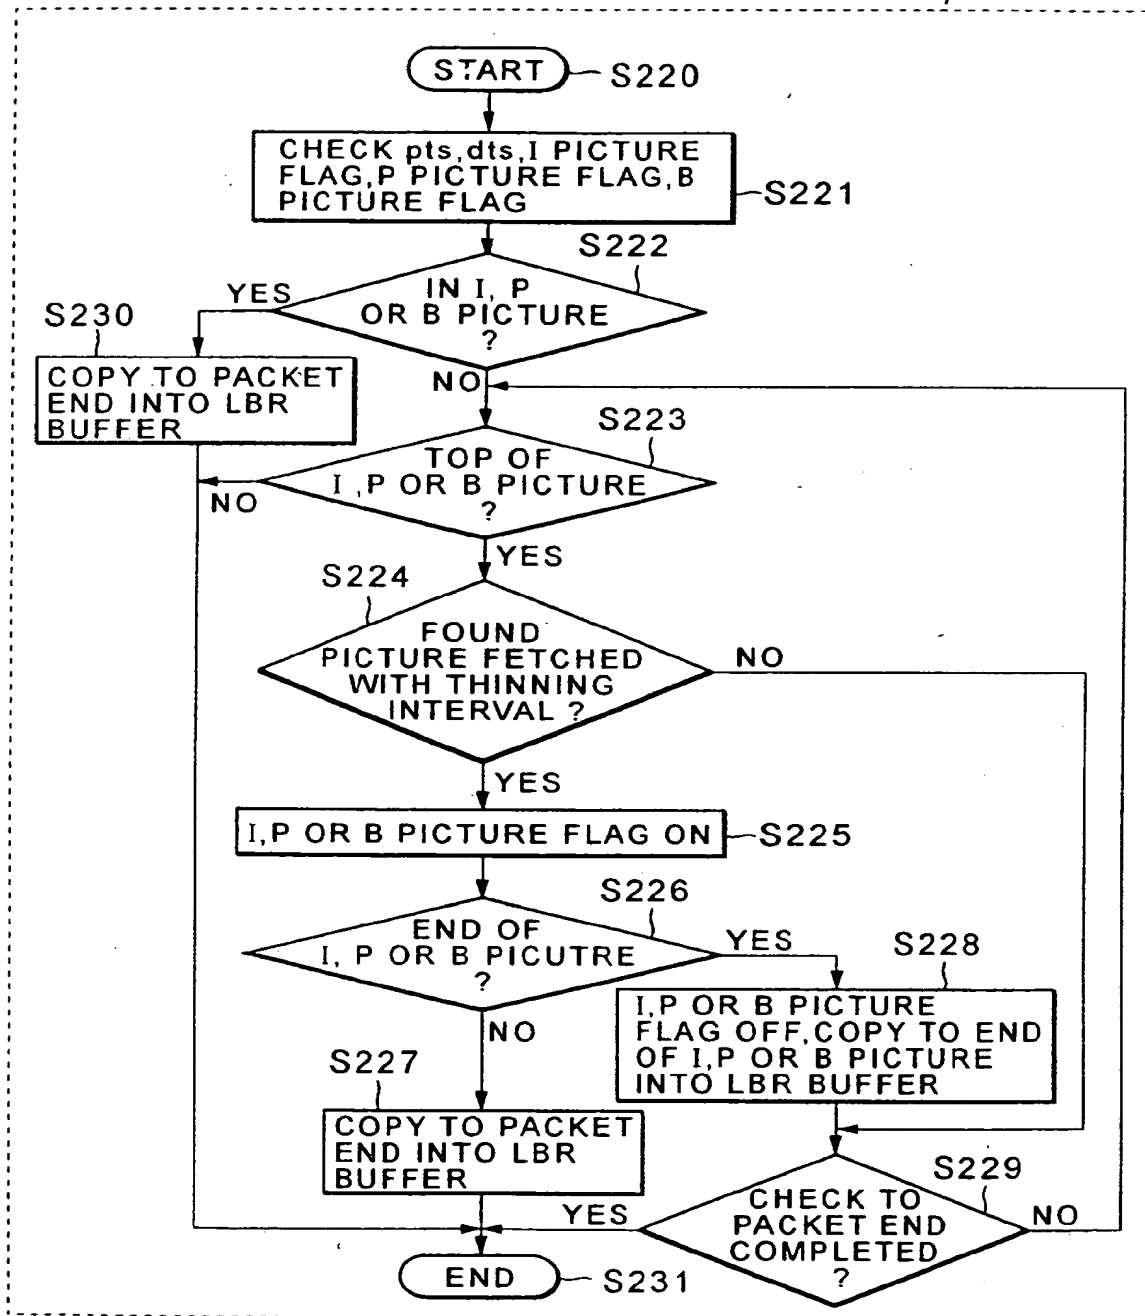 START
S220
CHECK pts,dts,I PICTURE
FLAG,P PICTURE FLAG,B
PICTURE FLAG
S221
S222
IN I, P
OR B PICTURE
?
YES
S230
COPY TO PACKET
END INTO LBR
BUFFER
NO
S223
TOP OF
I ,P OR B PICTURE
?
NO
YES
S224
FOUND
PICTURE FETCHED
WITH THINNING
INTERVAL ?
NO
YES
I,P OR B PICTURE FLAG ON
S225
S226
END OF
I, P OR B PICUTRE
?
YES
S228
I,P OR B PICTURE
FLAG OFF,COPY TO END
OF I,P OR B PICTURE
INTO LBR BUFFER
NO
S227
COPY TO PACKET
END INTO LBR
BUFFER
S229
CHECK TO
PACKET END
COMPLETED
?
YES
NO
END
S231